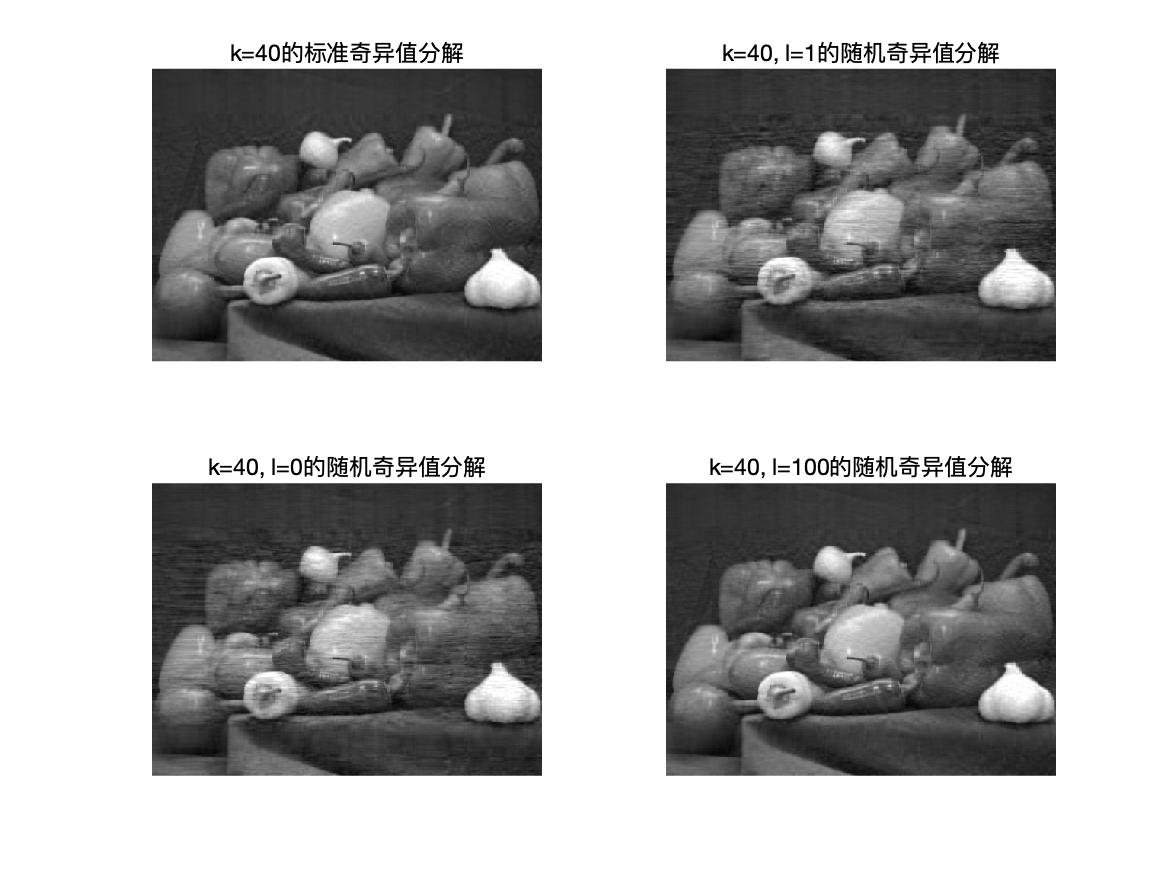 k=40的标准奇异值分解
k=40, l=1的随机奇异值分解
k=40, l=0的随机奇异值分解
k=40, l=100的随机奇异值分解